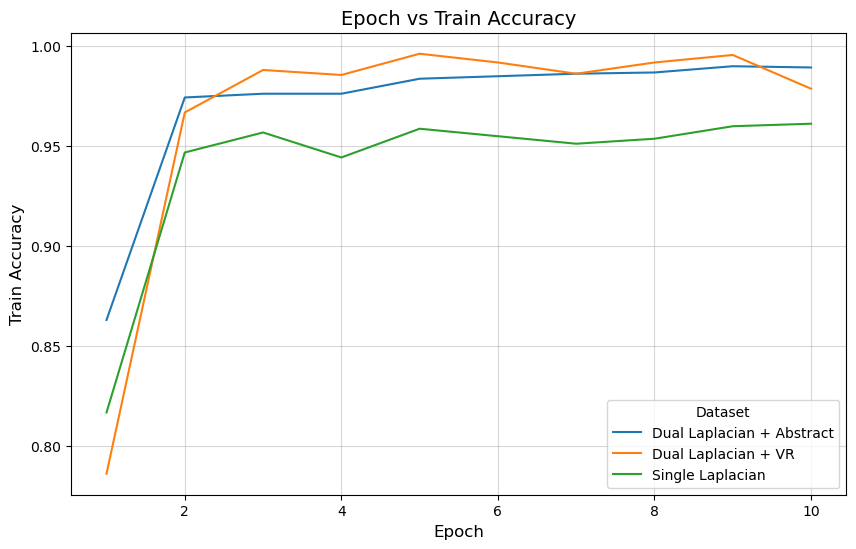 Epoch vs Train Accuracy
1.00
0.95
0.90
0.85
0.80
Train Accuracy
2
4
6
8
10
Epoch
Dataset
Dual Laplacian + Abstract
Dual Laplacian + VR
Single Laplacian